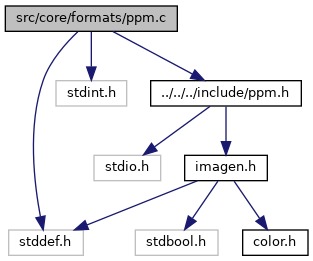 src/core/formats/ppm.c
stdint.h
../../../include/ppm.h
stdio.h
imagen.h
stddef.h
stdbool.h
color.h